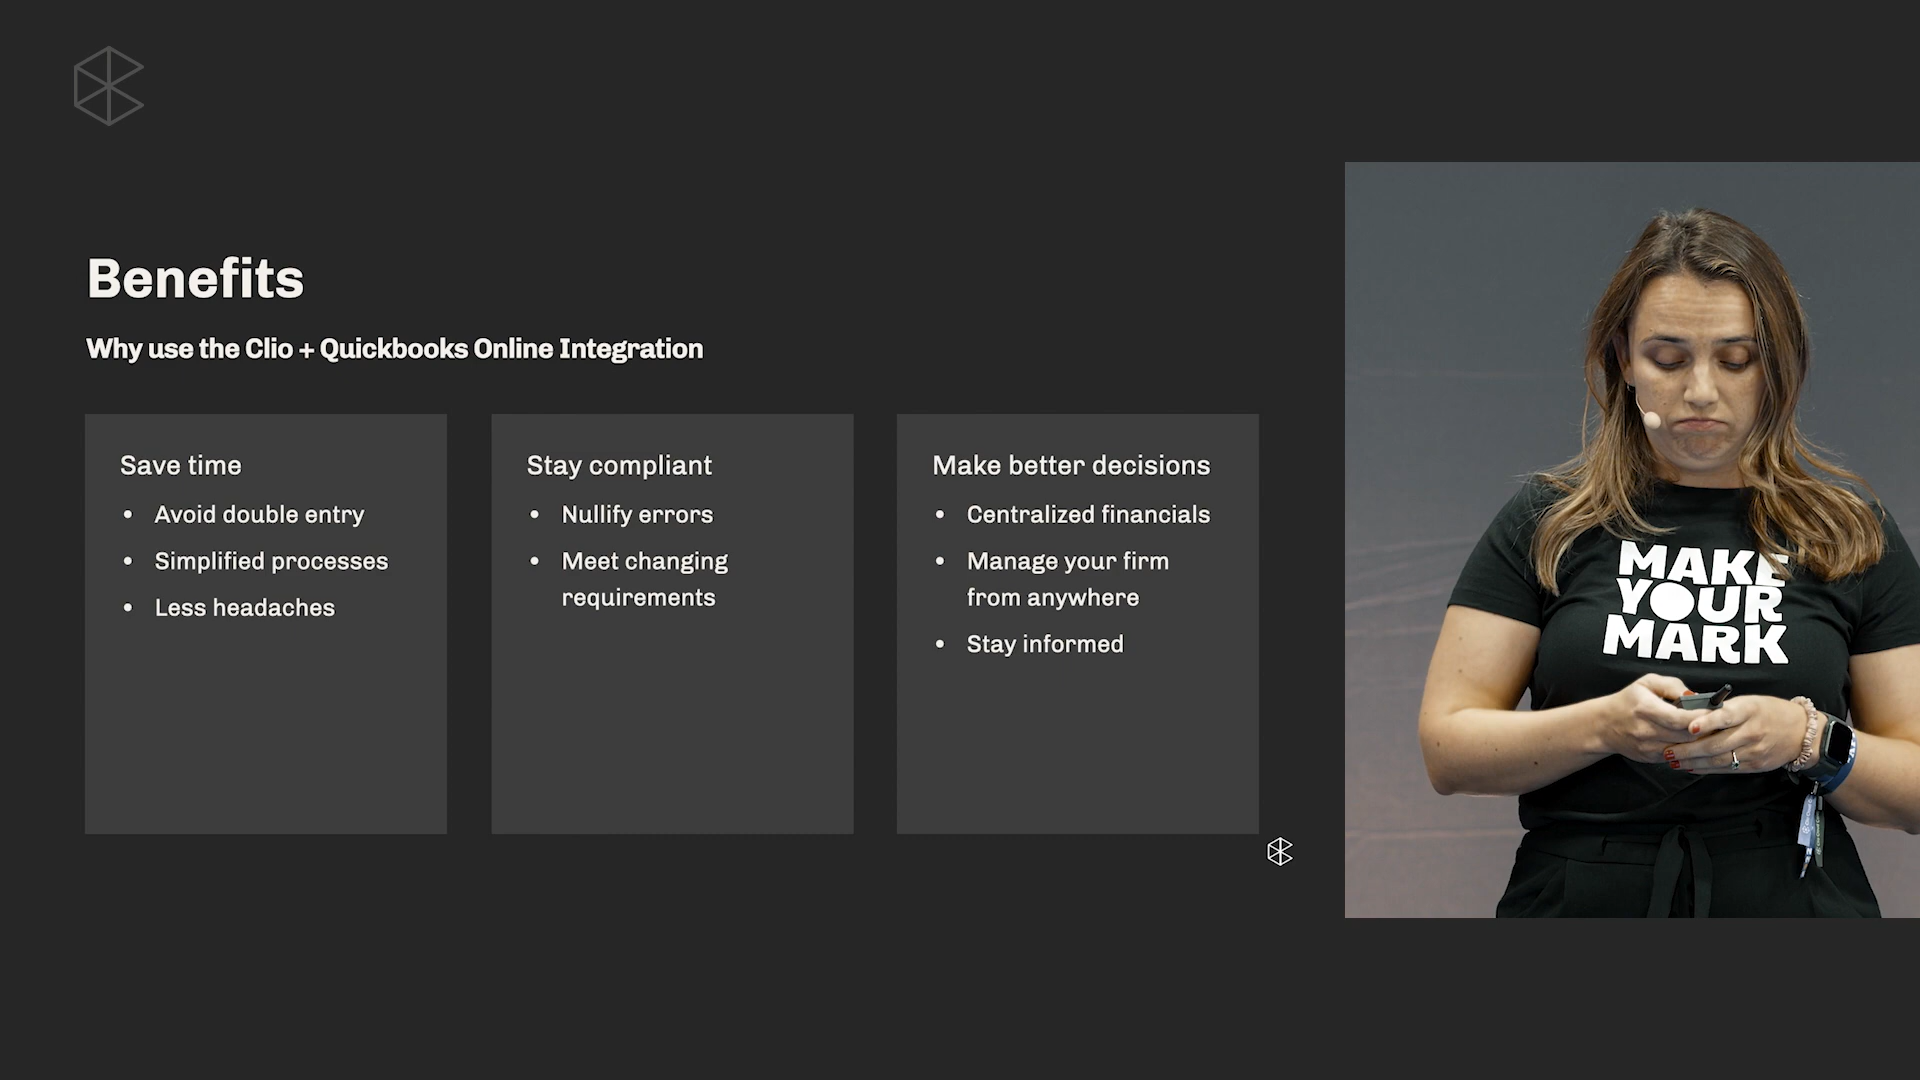 Benefits
Why use the Clio + Quickbooks Online Integration
Save time
• Avoid double entry
• Simplified processes
• Less headaches
Stay compliant
• Nullify errors
• Meet changing
requirements
Make better decisions
• Centralized financials
• Manage your firm
from anywhere
• Stay informed
MAKE
YOUR
MARK